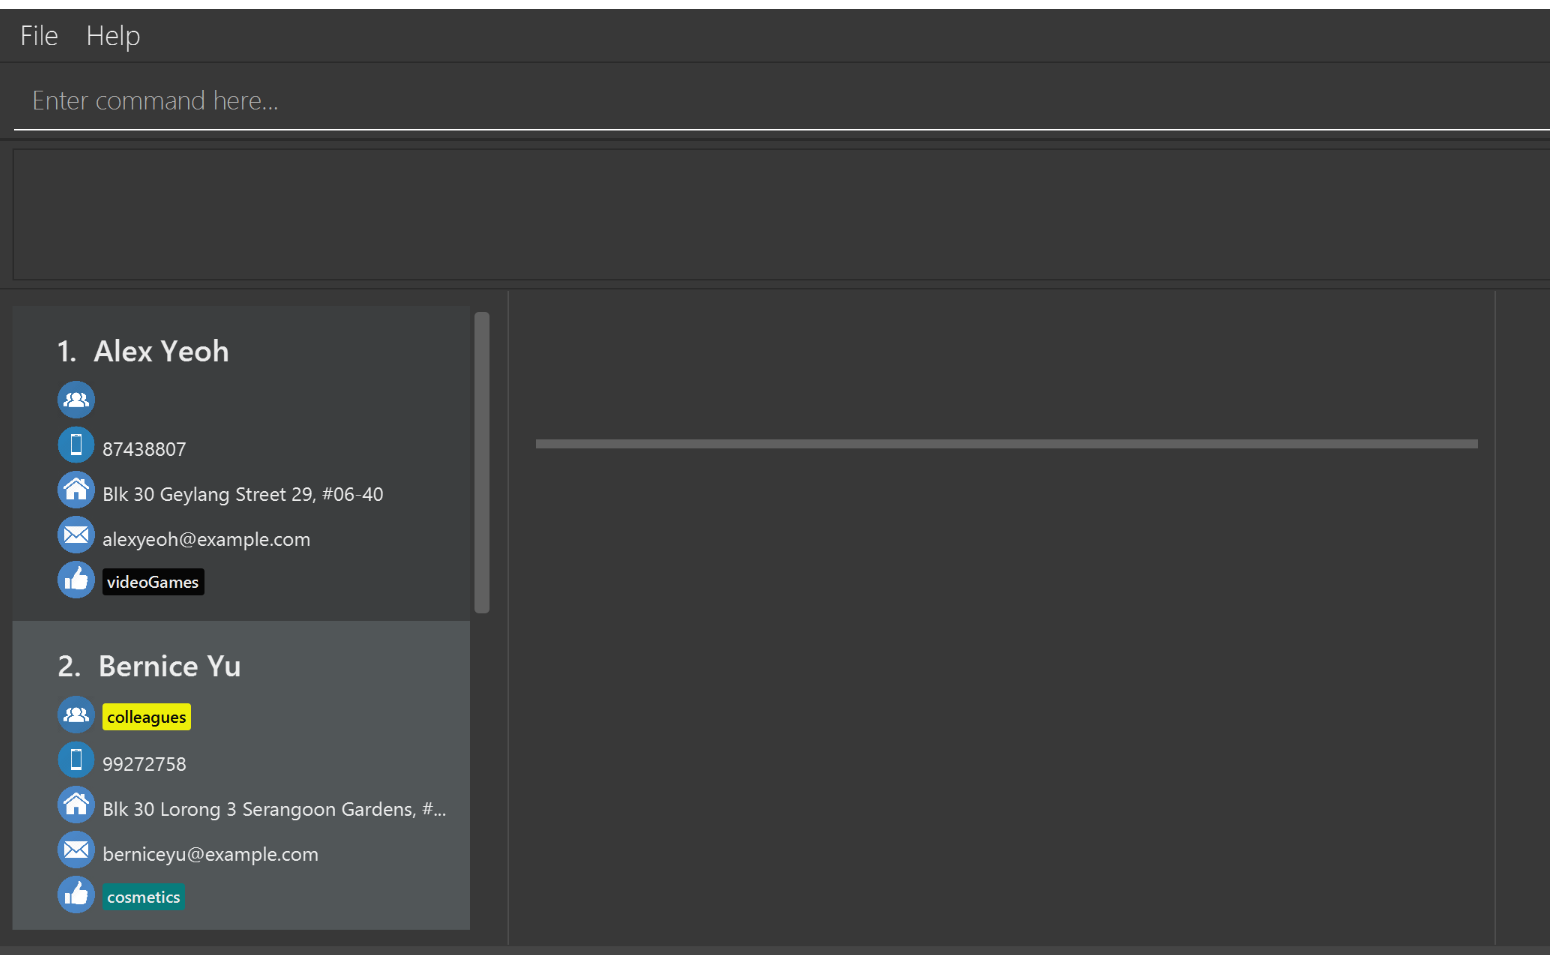 File Help
Enter command here...
1. Alex Yeoh
87438807
Blk 30 Geylang Street 29, #06-40
alexyeoh@example.com
videoGames
2. Bernice Yu
colleagues
99272758
Blk 30 Lorong 3 Serangoon Gardens, #...
berniceyu@example.com
cosmetics